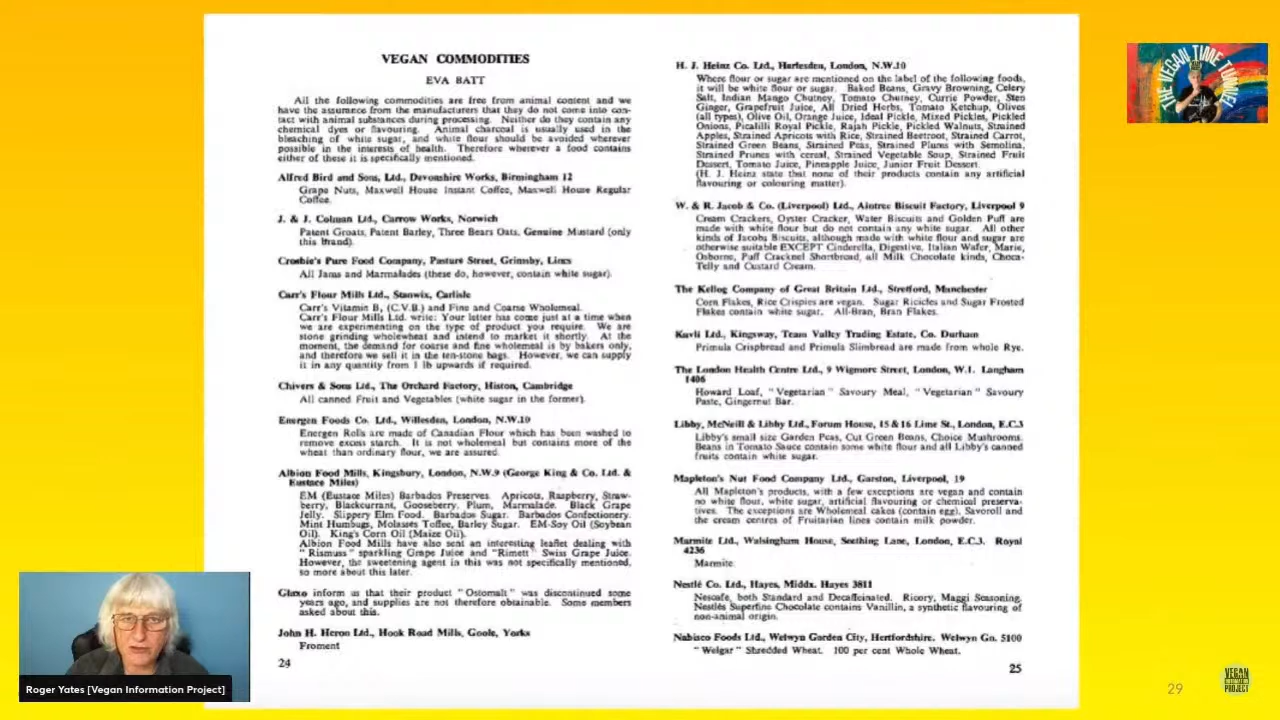 VEGAN COMMODITIES
EVA BATT
All the following commodities are free from animal content and we
have the assurance from the manufacturers that they do not come into con-
tact with animal substances during processing. Neither do they contain any
chemical dyes or flavouring. Animal charcoal is usually used in the
bleaching of white sugar, and white flour should be avoided wherever
possible in the interests of health. Therefore wherever a food contains
either of these it is specifically mentioned.
Alfred Bird and Sons, Ltd., Devonshire Works, Birmingham 12
Grape Nuts, Maxwell House Instant Coffee, Maxwell House Regular
Coffee.
J. & J. Colman Ltd., Carrow Works, Norwich
Patent Groats, Patent Barley, Three Bears Oats, Genuine Mustard (only
this brand).
Crosbie's Pure Food Company, Pasture Street, Grimsby, Lincs
All Jams and Marmalades (these do, however, contain white sugar).
Carr's Flour Mills Ltd., Stanwix, Carlisle
Carr's Vitamin B, (C.V.B.) and Fine and Coarse Wholemeal.
Carr's Flour Mills Ltd. write: Your letter has come just at a time when
we are experimenting on the type of product you require. We are
stone grinding wholewheat and intend to market it shortly. At the
moment, the demand for coarse and fine wholemeal is by bakers only,
and therefore we sell it in the ten-stone bags. However, we can supply
it in any quantity from 1 lb upwards if required.
Chivers & Sons Ltd., The Orchard Factory, Histon, Cambridge
All canned Fruit and Vegetables (white sugar in the former).
Energen Foods Co. Ltd., Willesden, London, N.W.10
Energen Rolls are made of Canadian Flour which has been washed to
remove excess starch. It is not wholemeal but contains more of the
wheat than ordinary flour, we are assured.
Albion Food Mills, Kingsbury, London, N.W.9 (George King & Co. Ltd. &
Eustace Miles)
EM (Eustace Miles) Barbados Preserves. Apricots, Raspberry, Straw-
berry, Blackcurrant, Gooseberry, Plum, Marmalade. Black Grape
Jelly. Slippery Elm Food. Barbados Sugar. Barbados Confectionery.
Mint Humbugs, Molasses Toffee, Barley Sugar. EM-Soy Oil (Soybean
Oil). King's Corn Oil (Maize Oil).
Albion Food Mills have also sent an interesting leaflet dealing with
"Rismuss" sparkling Grape Juice and "Rimett" Swiss Grape Juice.
However, the sweetening agent in this was not specifically mentioned,
so more about this later.
Glaxo inform us that their product "Ostomalt" was discontinued some
years ago, and supplies are not therefore obtainable. Some members
asked about this.
John H. Heron Ltd., Hook Road Mills, Goole, Yorks
Froment
24
H. J. Heinz Co. Ltd., Harlesden, London, N.W.10
Where flour or sugar are mentioned on the label of the following foods,
it will be white flour or sugar. Baked Beans, Gravy Browning, Celery
Salt, Indian Mango Chutney, Tomato Chutney, Currie Powder, Stem
Ginger, Grapefruit Juice, All Dried Herbs, Tomato Ketchup, Olives
(all types), Olive Oil, Orange Juice, Ideal Pickle, Mixed Pickles, Pickled
Onions, Picalilli Royal Pickle, Rajah Pickle, Pickled Walnuts, Strained
Apples, Strained Apricots with Rice, Strained Beetroot, Strained Carrot,
Strained Green Beans, Strained Peas, Strained Plums with Semolina,
Strained Prunes with cereal, Strained Vegetable Soup, Strained Fruit
Dessert, Tomato Juice, Pineapple Juice, Junior Fruit Dessert.
(H. J. Heinz state that none of their products contain any artificial
flavouring or colouring matter).
W. & R. Jacob & Co. (Liverpool) Ltd., Aintree Biscuit Factory, Liverpool 9
Cream Crackers, Oyster Cracker, Water Biscuits and Golden Puff are
made with white flour but do not contain any white sugar. All other
kinds of Jacobs Biscuits, although made with white flour and sugar are
otherwise suitable EXCEPT Cinderella, Digestive, Italian Wafer, Marie,
Osborne, Puff Cracknel Shortbread, all Milk Chocolate kinds, Choca-
Telly and Custard Cream.
The Kellog Company of Great Britain Ltd., Stretford, Manchester
Corn Flakes, Rice Crispies are vegan. Sugar Ricicles and Sugar Frosted
Flakes contain white sugar. All-Bran, Bran Flakes.
Kavli Ltd., Kingsway, Team Valley Trading Estate, Co. Durham
Primula Crispbread and Primula Slimbread are made from whole Rye.
The London Health Centre Ltd., 9 Wigmore Street, London, W.1. Langham
1406
Howard Loaf, "Vegetarian" Savoury Meal, "Vegetarian" Savoury
Paste, Gingernut Bar.
Libby, McNeill & Libby Ltd., Forum House, 15 & 16 Lime St., London, E.C.3
Libby's small size Garden Peas, Cut Green Beans, Choice Mushrooms.
Beans in Tomato Sauce contain some white flour and all Libby's canned
fruits contain white sugar.
Mapleton's Nut Food Company Ltd., Garston, Liverpool, 19
All Mapleton's products, with a few exceptions are vegan and contain
no white flour, white sugar, artificial flavouring or chemical preserva-
tives. The exceptions are Wholemeal cakes (contain egg), Savoroll and
the cream centres of Fruitarian lines contain milk powder.
Marmite Ltd., Walsingham House, Seething Lane, London, E.C.3. Royal
4236
Marmite.
Nestlé Co. Ltd., Hayes, Middx. Hayes 3811
Nescafe, both Standard and Decaffeinated. Ricory, Maggi Seasoning.
Nestlés Superfine Chocolate contains Vanillin, a synthetic flavouring of
non-animal origin.
Nabisco Foods Ltd., Welwyn Garden City, Hertfordshire. Welwyn Gn. 5100
"Welgar" Shredded Wheat. 100 per cent Whole Wheat.
25
THE VEGAN TIME TUNNEL
Roger Yates [Vegan Information Project]
29
VEGAN
PROJECT